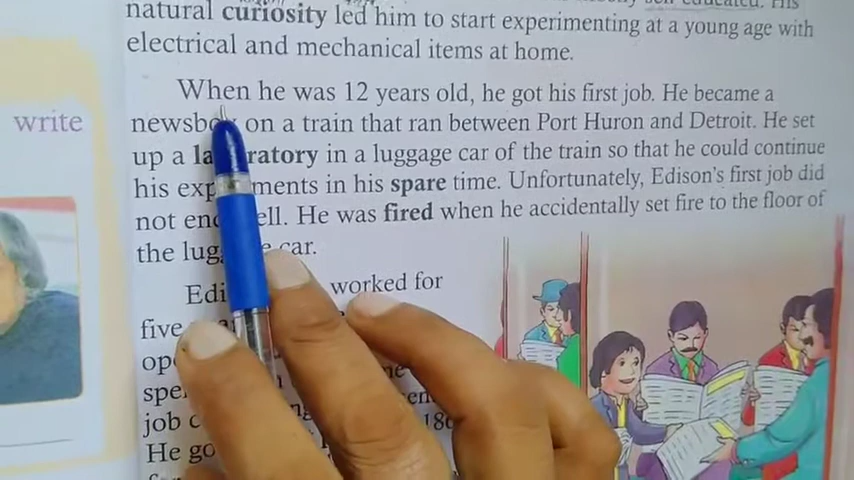 natural curiosity led him to start experimenting at a young age with
electrical and mechanical items at home.
write
When he was 12 years old, he got his first job. He became a
newsboy on a train that ran between Port Huron and Detroit. He set
up a laboratory in a luggage car of the train so that he could continue
his experiments in his spare time. Unfortunately, Edison's first job did
not end well. He was fired when he accidentally set fire to the floor of
the luggage car.
worked for
five
job
He